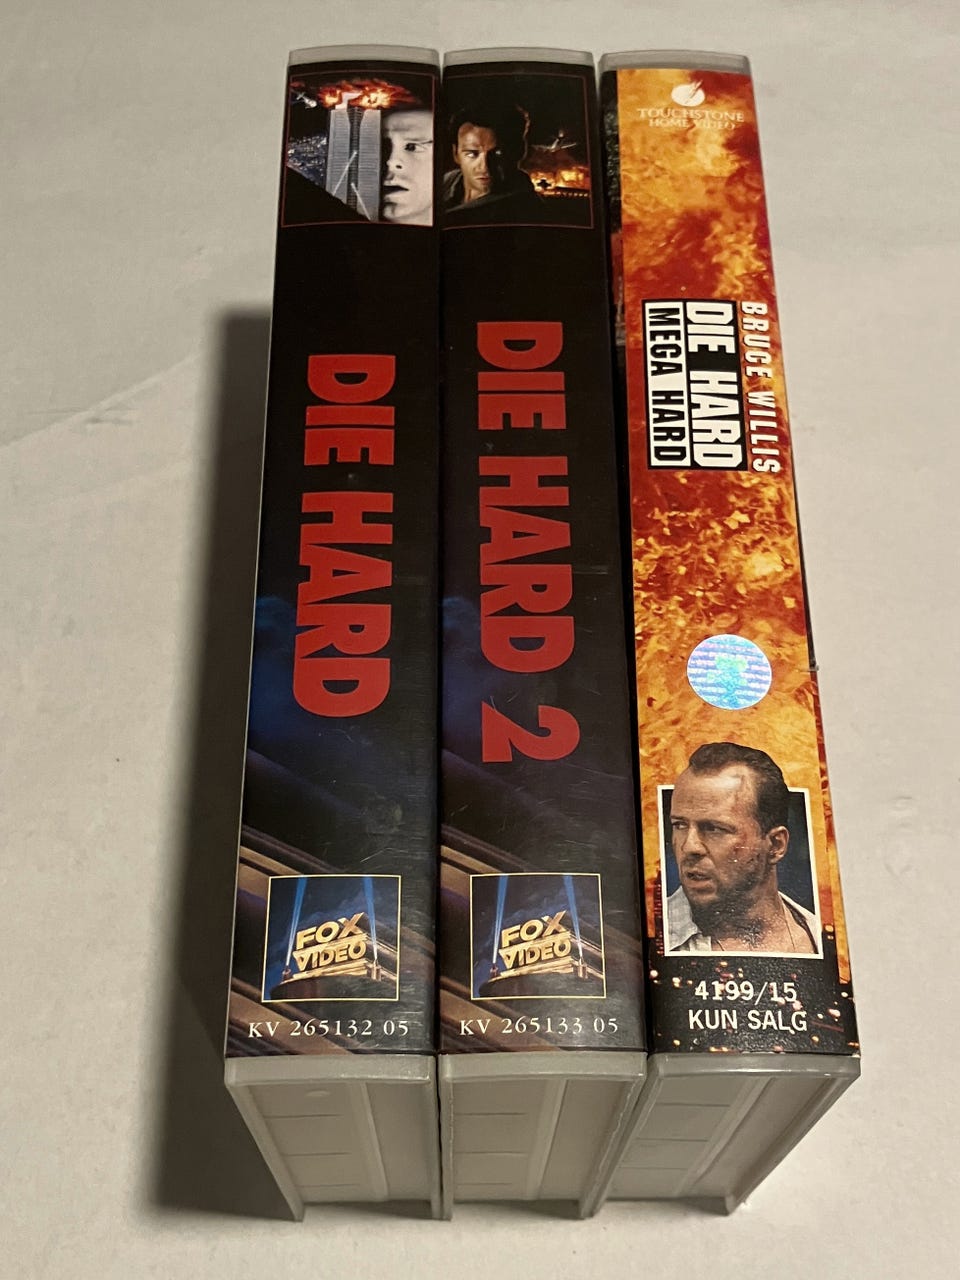 DIE HARD
FOX
VIDEO
KV 265132 05
DIE HARD 2
FOX
VIDEO
KV 265133 05
TOUCHSTONE
HOME VIDEO
BRUCE WILLIS
DIE HARD
MEGA HARD
4199/15
KUN SALG